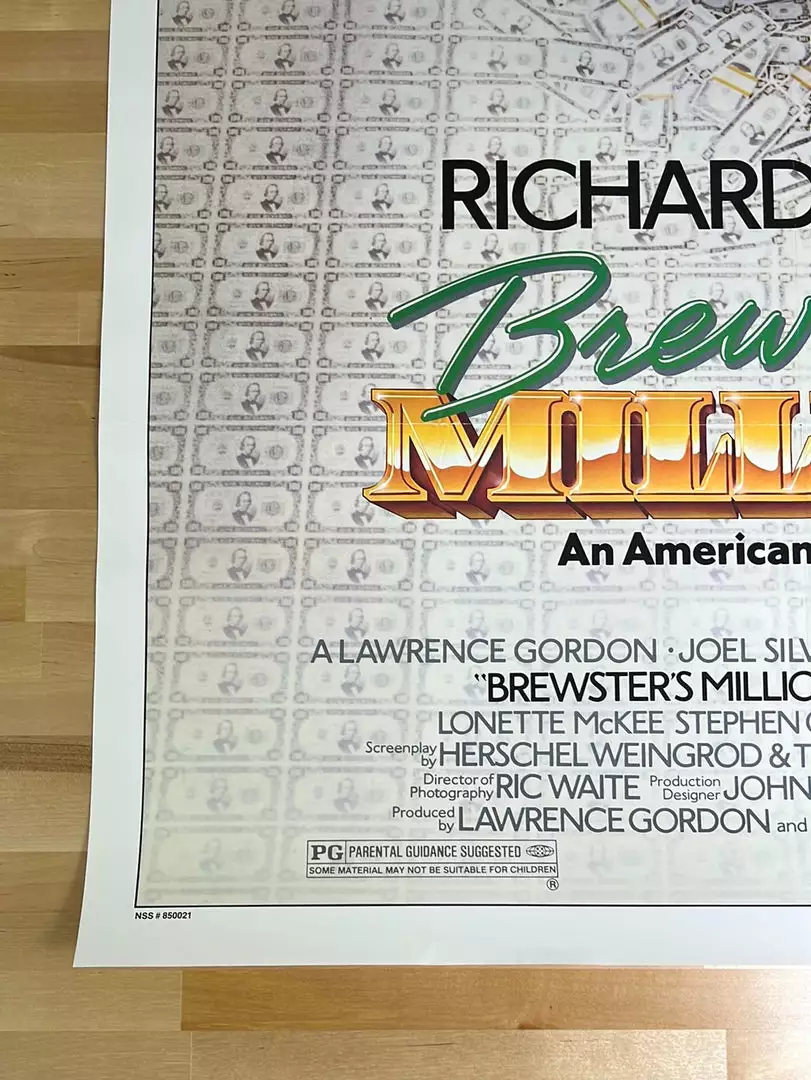 RICHARD
Brew
MILL
An American
A LAWRENCE GORDON · JOEL SILV
"BREWSTER'S MILLIO
LONETTE McKEE STEPHEN
Screenplay by HERSCHEL WEINGROD & T
Director of Photography RIC WAITE Production Designer JOHN
Produced by LAWRENCE GORDON and
PG PARENTAL GUIDANCE SUGGESTED
SOME MATERIAL MAY NOT BE SUITABLE FOR CHILDREN
®
NSS # 850021